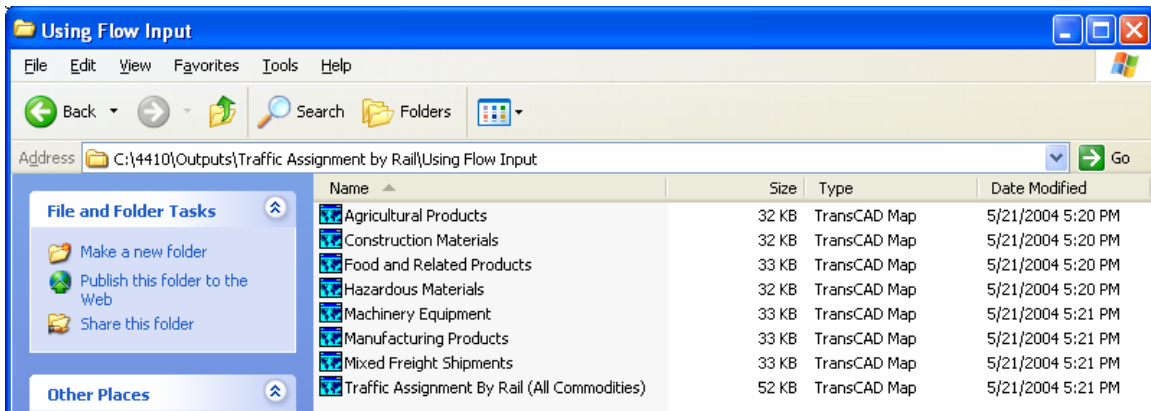 Using Flow Input
File Edit View Favorites Tools Help
Back Search Folders
Address C:\4410\Outputs\Traffic Assignment by Rail\Using Flow Input Go
File and Folder Tasks
Make a new folder
Publish this folder to the
Web
Share this folder
Other Places
Name Size Type Date Modified
Agricultural Products 32 KB TransCAD Map 5/21/2004 5:20 PM
Construction Materials 32 KB TransCAD Map 5/21/2004 5:20 PM
Food and Related Products 33 KB TransCAD Map 5/21/2004 5:20 PM
Hazardous Materials 32 KB TransCAD Map 5/21/2004 5:20 PM
Machinery Equipment 33 KB TransCAD Map 5/21/2004 5:21 PM
Manufacturing Products 33 KB TransCAD Map 5/21/2004 5:21 PM
Mixed Freight Shipments 33 KB TransCAD Map 5/21/2004 5:21 PM
Traffic Assignment By Rail (All Commodities) 52 KB TransCAD Map 5/21/2004 5:21 PM